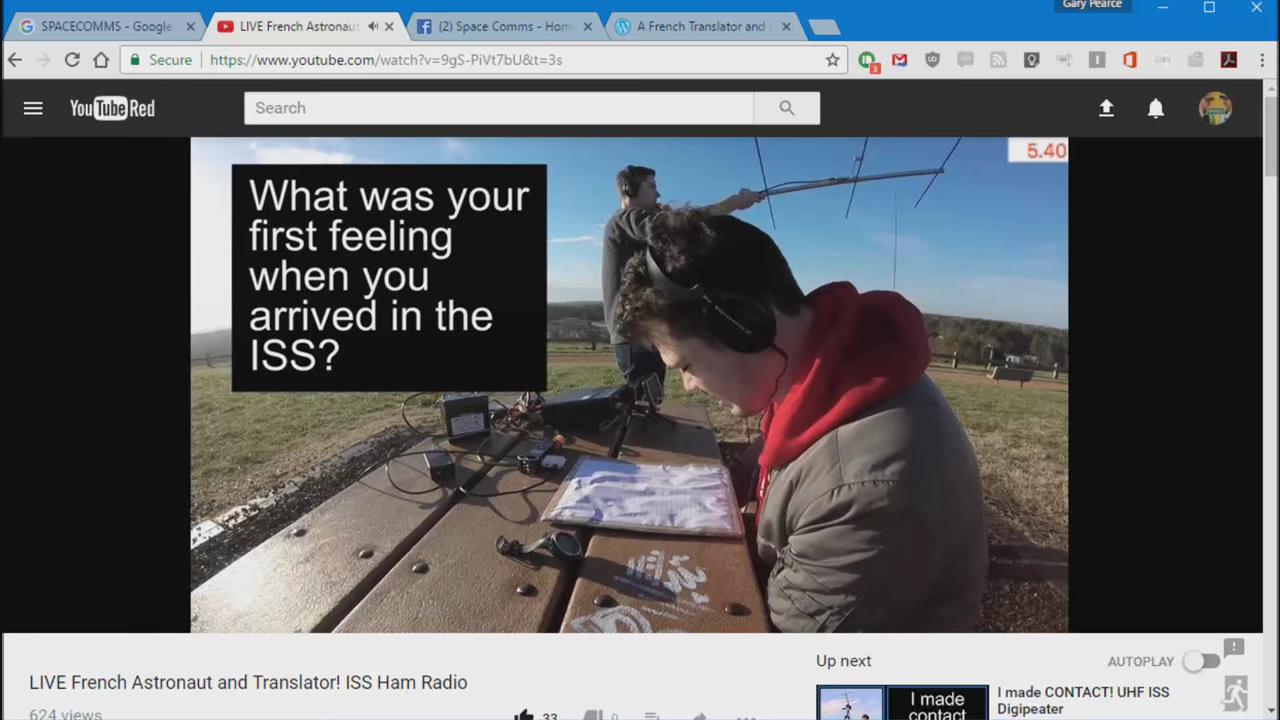 Gary Pearce
SPACECOMMS - Google
LIVE French Astronaut
(2) Space Comms - Hom
A French Translator and a
Secure
https://www.youtube.com/watch?v=9gS-PiVt7bU&t=3s
3
YouTube Red
Search
5.40
What was your
first feeling
when you
arrived in the
ISS?
LIVE French Astronaut and Translator! ISS Ham Radio
624 views
33
0
Up next
AUTOPLAY
I made
contact
I made CONTACT! UHF ISS
Digipeater